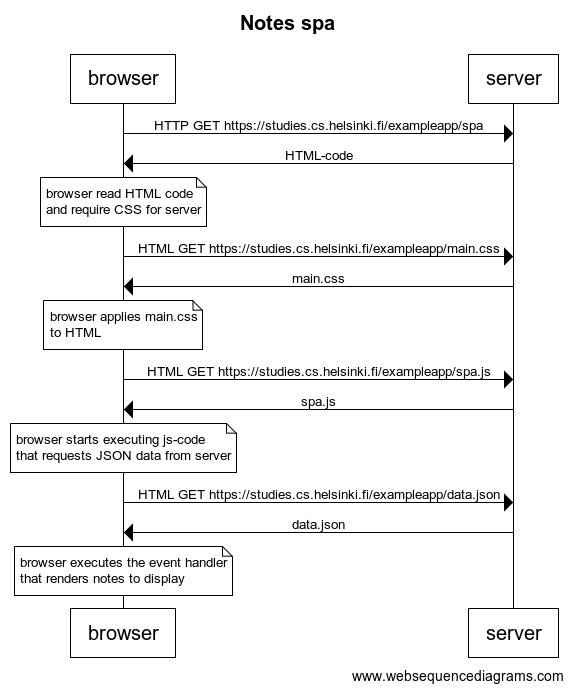 Notes spa
browser
server
HTTP GET https://studies.cs.helsinki.fi/exampleapp/spa
HTML-code
browser read HTML code
and require CSS for server
HTML GET https://studies.cs.helsinki.fi/exampleapp/main.css
main.css
browser applies main.css
to HTML
HTML GET https://studies.cs.helsinki.fi/exampleapp/spa.js
spa.js
browser starts executing js-code
that requests JSON data from server
HTML GET https://studies.cs.helsinki.fi/exampleapp/data.json
data.json
browser executes the event handler
that renders notes to display
browser
server
www.websequencediagrams.com